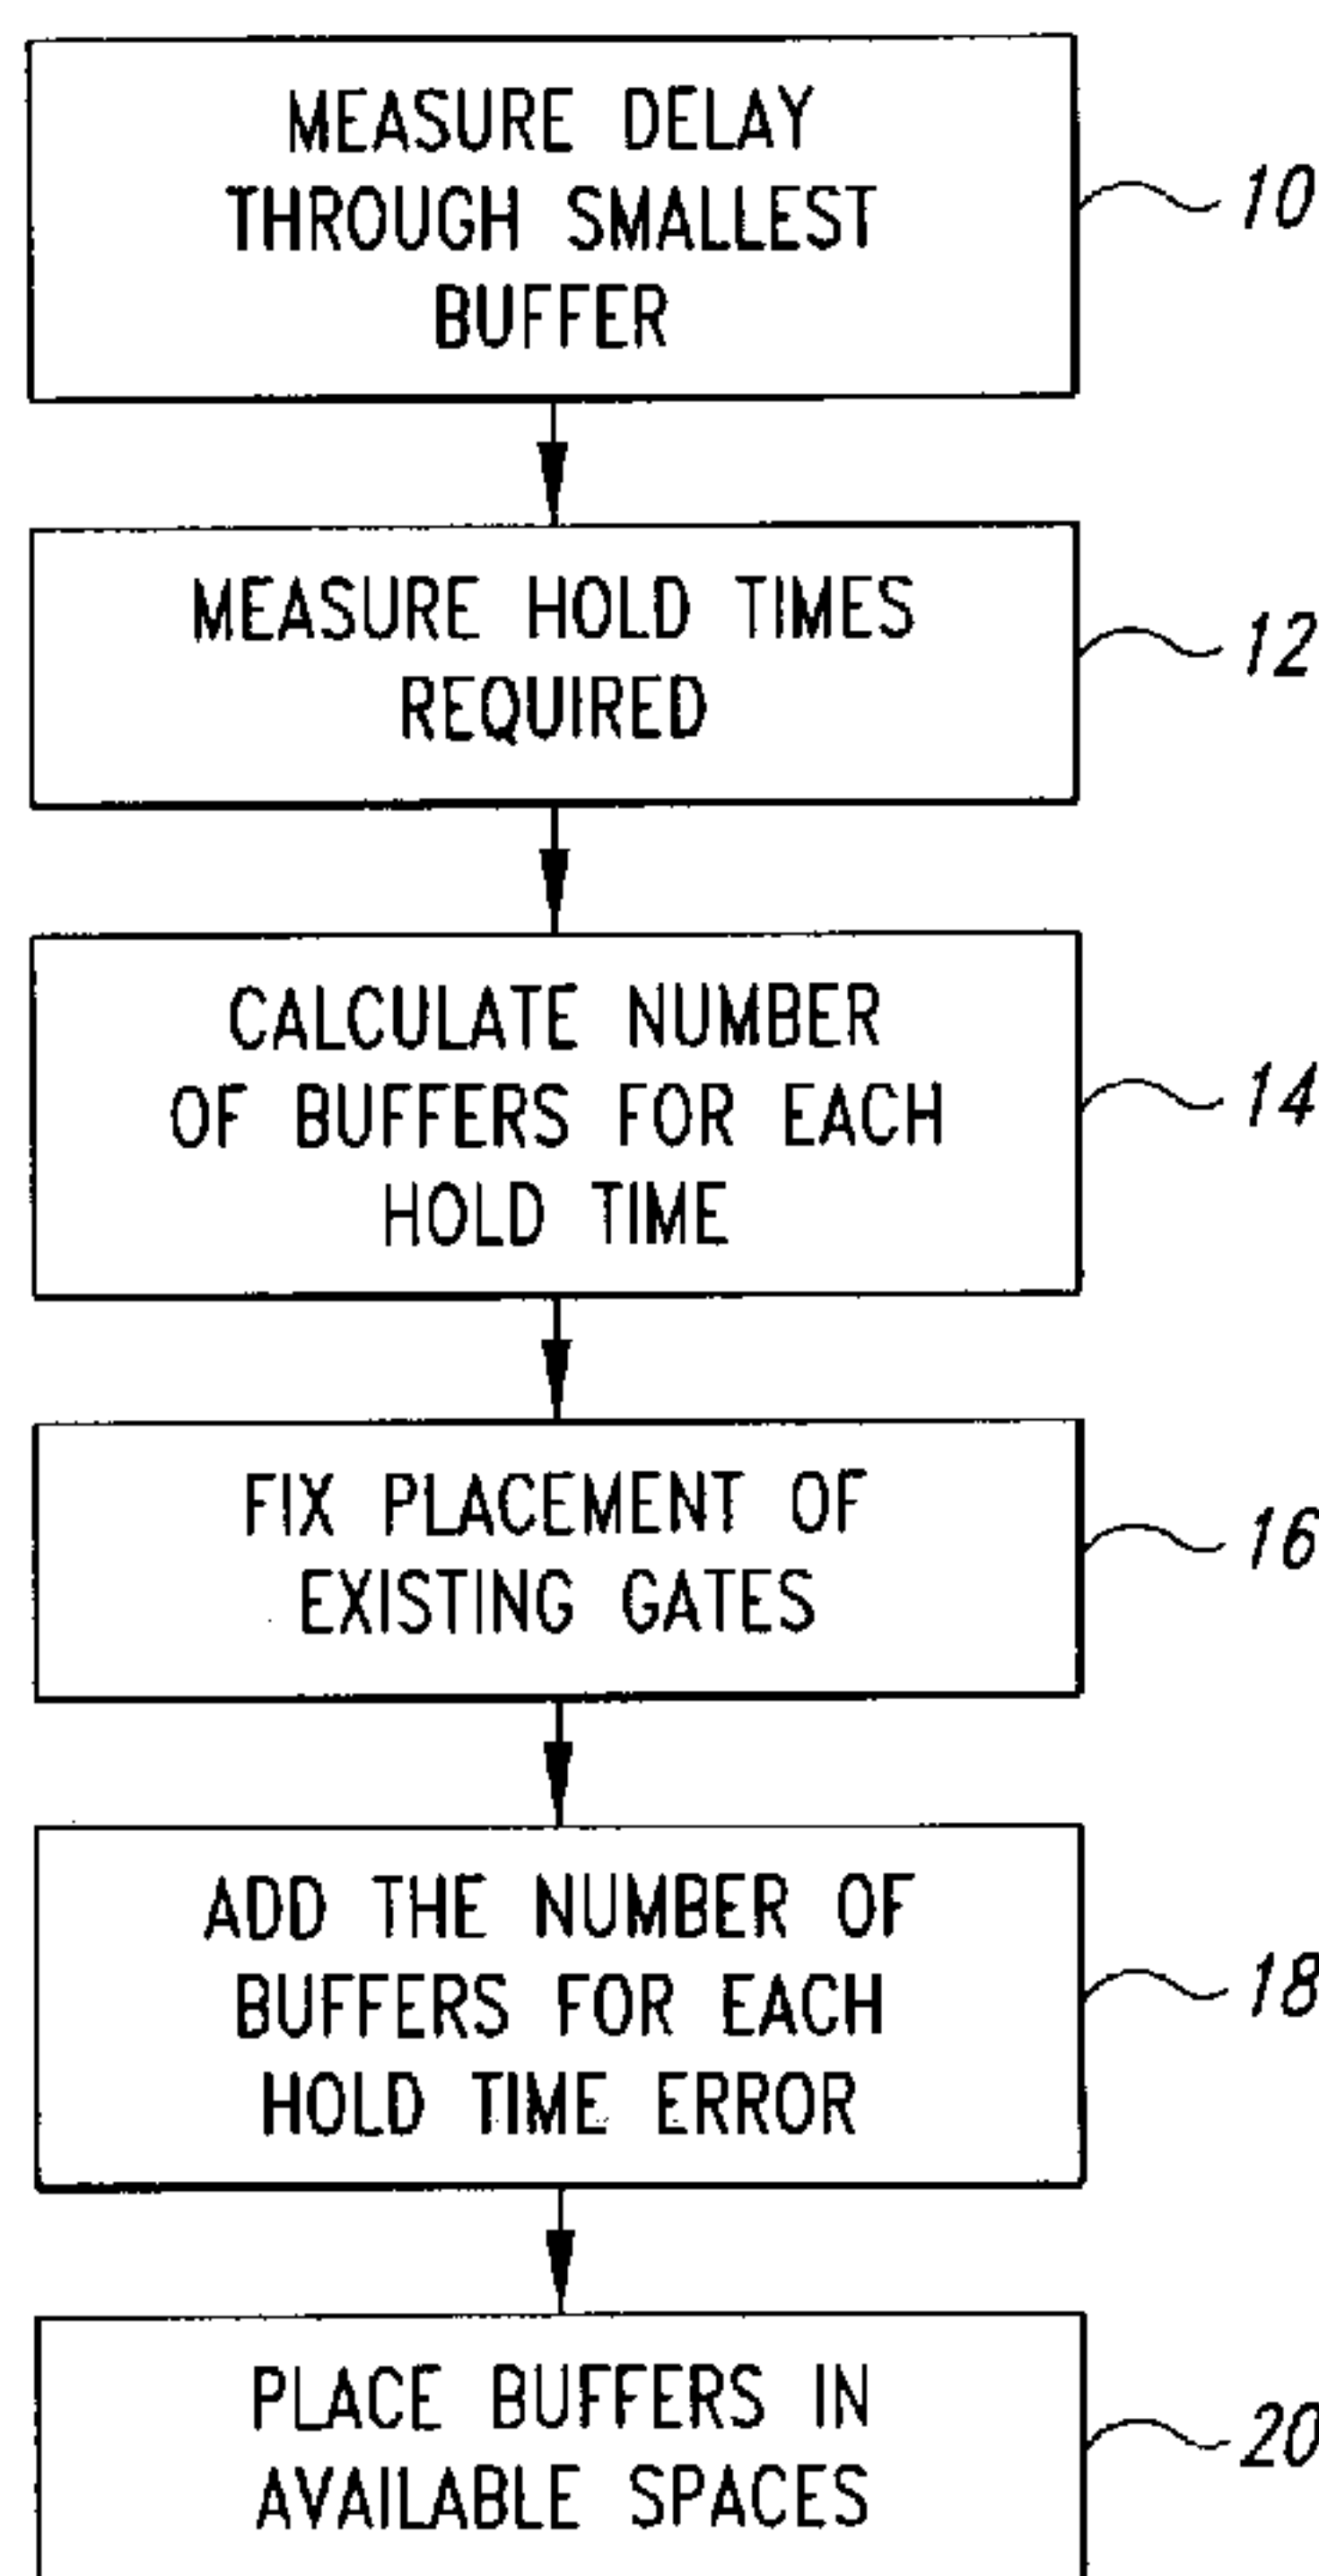 MEASURE DELAY
THROUGH SMALLEST
BUFFER
10
MEASURE HOLD TIMES
REQUIRED
12
CALCULATE NUMBER
OF BUFFERS FOR EACH
HOLD TIME
14
FIX PLACEMENT OF
EXISTING GATES
16
ADD THE NUMBER OF
BUFFERS FOR EACH
HOLD TIME ERROR
18
PLACE BUFFERS IN
AVAILABLE SPACES
20